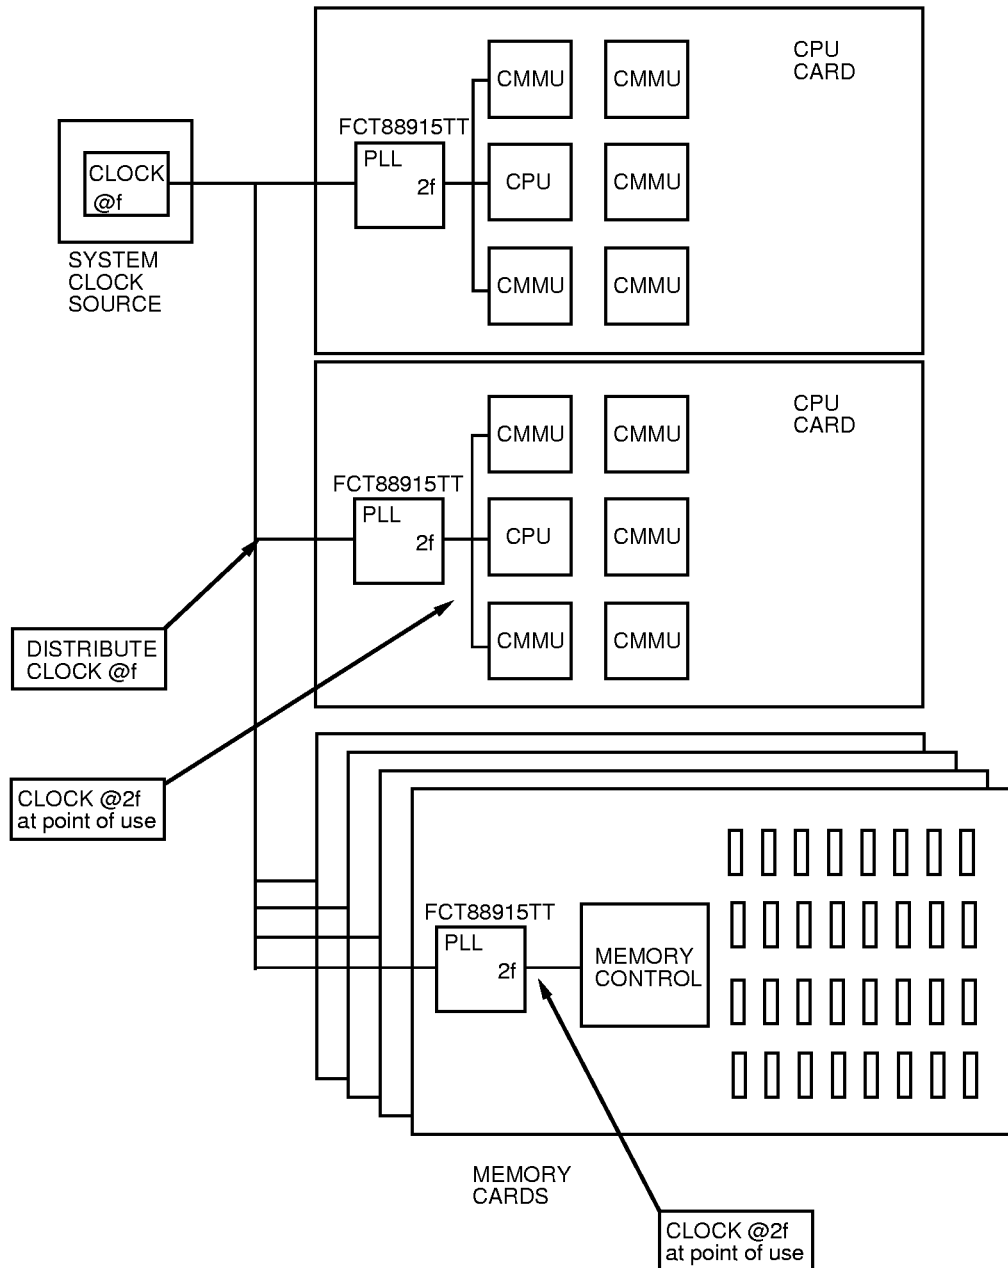 CPU
CARD
CMMU
CMMU
FCT88915TT
PLL
2f
CPU
CMMU
CMMU
CMMU
CLOCK
@f
SYSTEM
CLOCK
SOURCE
CPU
CARD
CMMU
CMMU
FCT88915TT
PLL
2f
CPU
CMMU
CMMU
CMMU
DISTRIBUTE
CLOCK @f
CLOCK @2f
at point of use
FCT88915TT
PLL
2f
MEMORY
CONTROL
MEMORY
CARDS
CLOCK @2f
at point of use